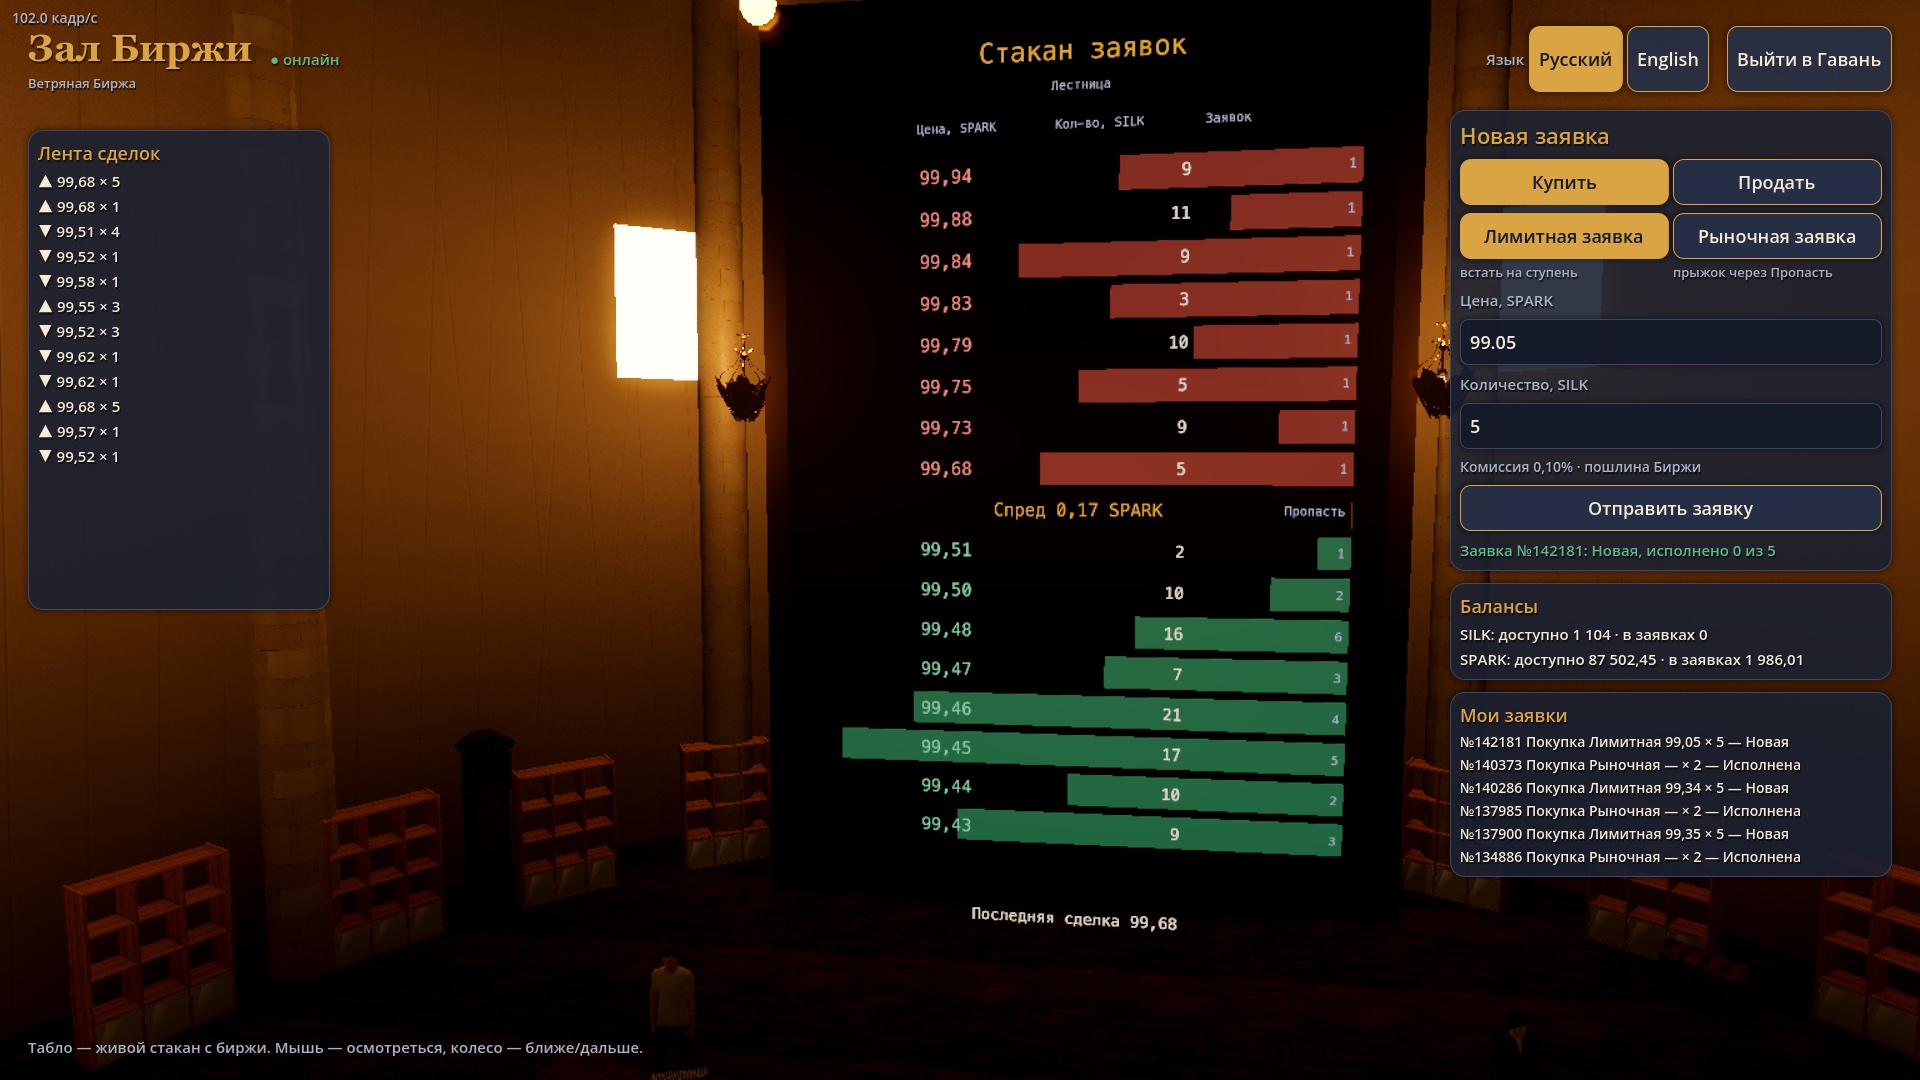 102.0 кадр/с
Зал Биржи
● онлайн
Ветряная Биржа
Язык
Русский
English
Выйти в Гавань
Лента сделок
▲ 99,68 × 5
▲ 99,68 × 1
▼ 99,51 × 4
▼ 99,52 × 1
▼ 99,58 × 1
▲ 99,55 × 3
▼ 99,52 × 3
▼ 99,62 × 1
▼ 99,62 × 1
▲ 99,68 × 5
▲ 99,57 × 1
▼ 99,52 × 1
Стакан заявок
Лестница
Цена, SPARK Кол-во, SILK Заявок
99,94 9 1
99,88 11 1
99,84 9 1
99,83 3 1
99,79 10 1
99,75 5 1
99,73 9 1
99,68 5 1
Спред 0,17 SPARK Пропасть
99,51 2 1
99,50 10 2
99,48 16 6
99,47 7 3
99,46 21 4
99,45 17 5
99,44 10 2
99,43 9 3
Последняя сделка 99,68
Новая заявка
Купить
Продать
Лимитная заявка
Рыночная заявка
встать на ступень
прыжок через Пропасть
Цена, SPARK
99.05
Количество, SILK
5
Комиссия 0,10% · пошлина Биржи
Отправить заявку
Заявка №142181: Новая, исполнено 0 из 5
Балансы
SILK: доступно 1 104 · в заявках 0
SPARK: доступно 87 502,45 · в заявках 1 986,01
Мои заявки
№142181 Покупка Лимитная 99,05 × 5 — Новая
№140373 Покупка Рыночная — × 2 — Исполнена
№140286 Покупка Лимитная 99,34 × 5 — Новая
№137985 Покупка Рыночная — × 2 — Исполнена
№137900 Покупка Лимитная 99,35 × 5 — Новая
№134886 Покупка Рыночная — × 2 — Исполнена
Табло — живой стакан с биржи. Мышь — осмотреться, колесо — ближе/дальше.